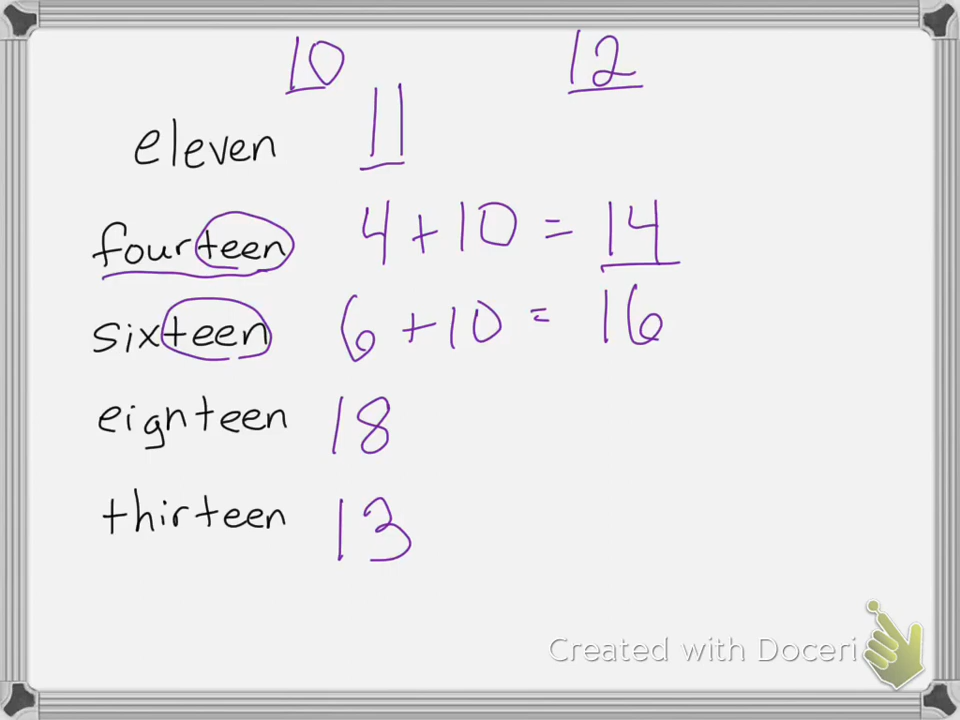 10 12
eleven 11
fourteen 4 + 10 = 14
sixteen 6 + 10 = 16
eighteen 18
thirteen 13
Created with Doceri